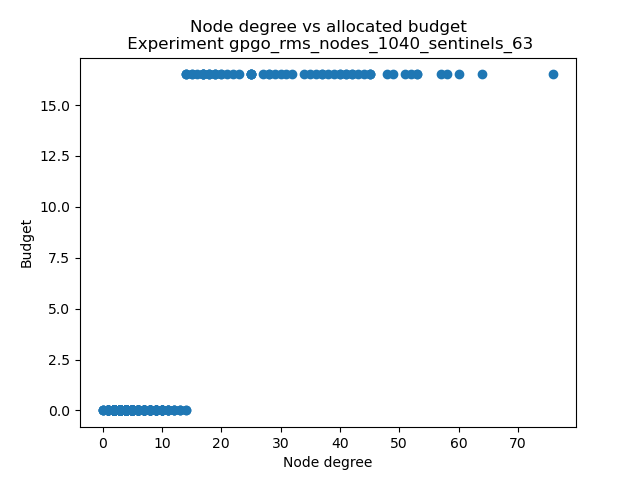 Node degree vs allocated budget
Experiment gpgo_rms_nodes_1040_sentinels_63
15.0
12.5
10.0
7.5
5.0
2.5
0.0
Budget
0 10 20 30 40 50 60 70
Node degree